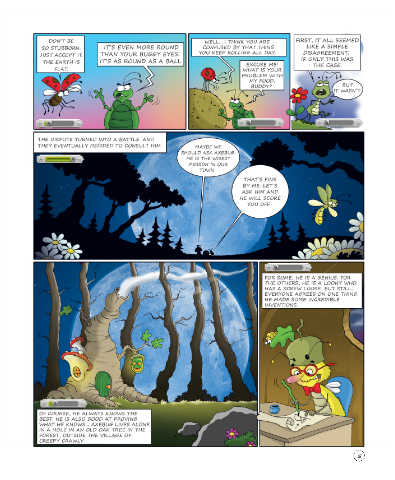 DON'T BE
SO STUBBORN.
JUST ACCEPT IT.
THE EARTH IS
FLAT.
IT'S EVEN MORE ROUND
THAN YOUR BUGGY EYES.
IT'S AS ROUND AS A BALL.
WELL, I THINK YOU ARE
CONFUSED BY THAT THING
YOU KEEP ROLLING ALL DAY.
EXCUSE ME!
WHAT IS YOUR
PROBLEM WITH
MY FOOD,
BUDDY?
FIRST, IT ALL SEEMED
LIKE A SIMPLE
DISAGREEMENT,
IF ONLY THIS WAS
THE CASE.
BUT
IT WASN'T.
THE DISPUTE TURNED INTO A BATTLE, AND
THEY EVENTUALLY DECIDED TO CONSULT HIM.
MAYBE WE
SHOULD ASK AXEBUG.
HE IS THE WISEST
PERSON IN OUR
TOWN.
THAT'S FINE
BY ME. LET'S
ASK HIM AND
HE WILL SCORE
YOU OFF.
OF COURSE, HE ALWAYS KNOWS THE
BEST. HE IS ALSO GOOD AT PROVING
WHAT HE KNOWS... AXEBUG LIVES ALONE
IN A HOLE IN AN OLD OAK TREE IN THE
FOREST, OUTSIDE THE VILLAGE OF
CREEPY CRAWLY.
FOR SOME, HE IS A GENIUS. FOR
THE OTHERS, HE IS A LOONY WHO
HAS A SCREW LOOSE. BUT STILL,
EVERYONE AGREES ON ONE THING:
HE MADE SOME INCREDIBLE
INVENTIONS.